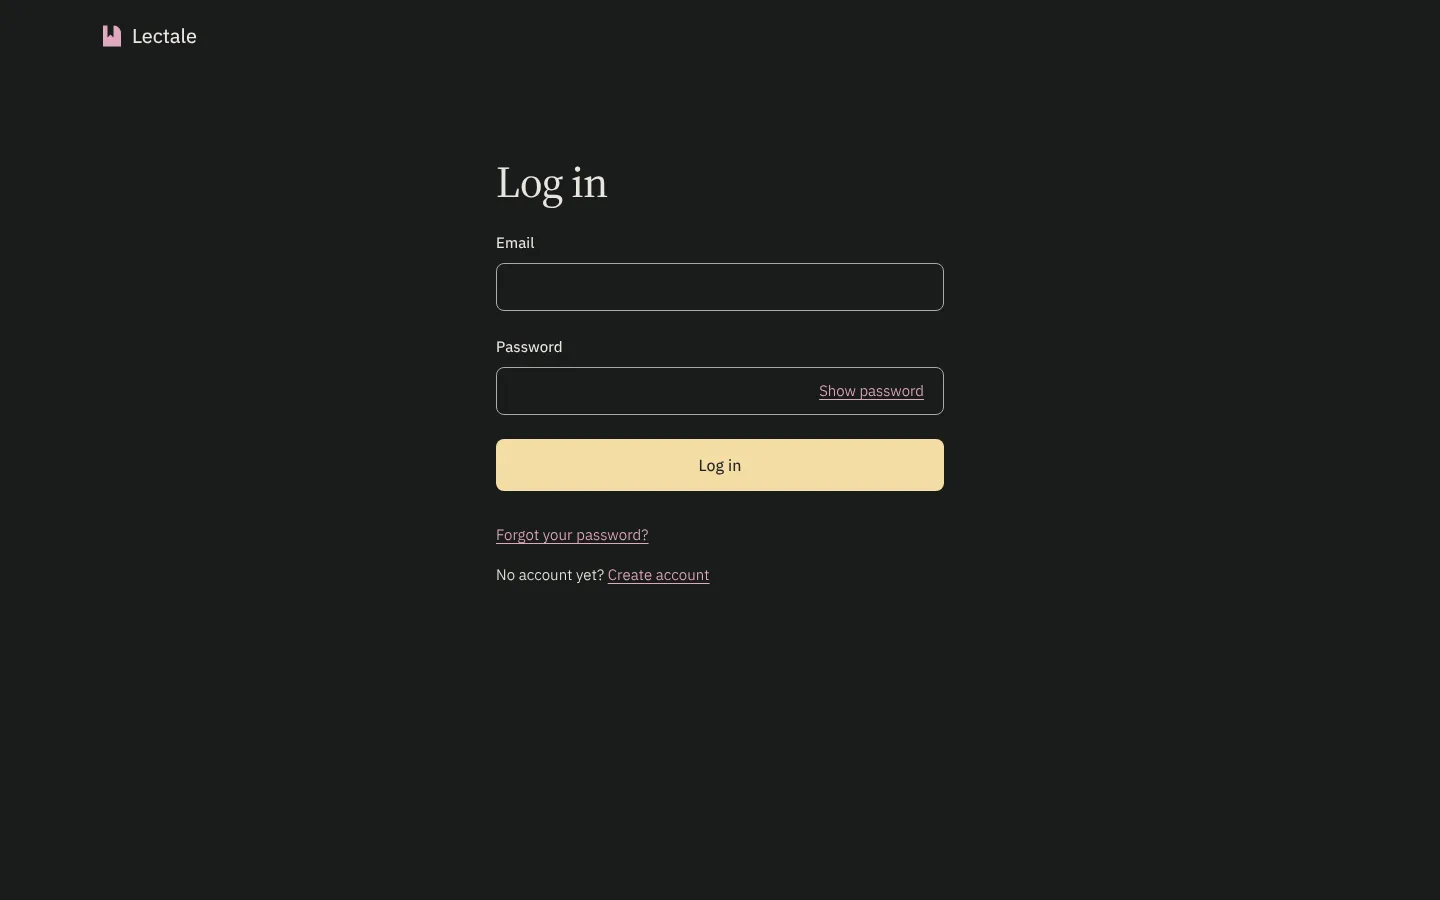 Lectale
Log in
Email
Password
Show password
Log in
Forgot your password?
No account yet? Create account